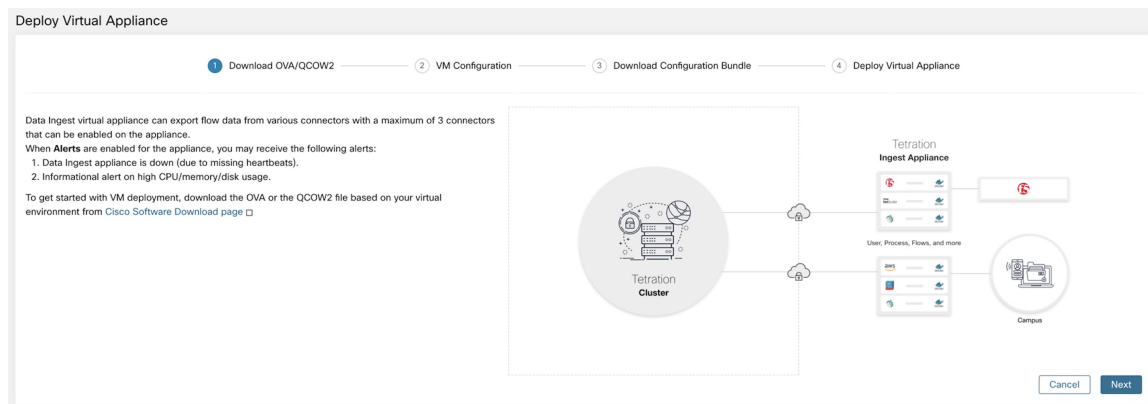 Deploy Virtual Appliance
1 Download OVA/QCOW2
2 VM Configuration
3 Download Configuration Bundle
4 Deploy Virtual Appliance
Data Ingest virtual appliance can export flow data from various connectors with a maximum of 3 connectors
that can be enabled on the appliance.
When Alerts are enabled for the appliance, you may receive the following alerts:
1. Data Ingest appliance is down (due to missing heartbeats).
2. Informational alert on high CPU/memory/disk usage.
To get started with VM deployment, download the OVA or the QCOW2 file based on your virtual
environment from Cisco Software Download page
Tetration
Cluster
Tetration
Ingest Appliance
User, Process, Flows, and more
aws
Campus
Cancel
Next